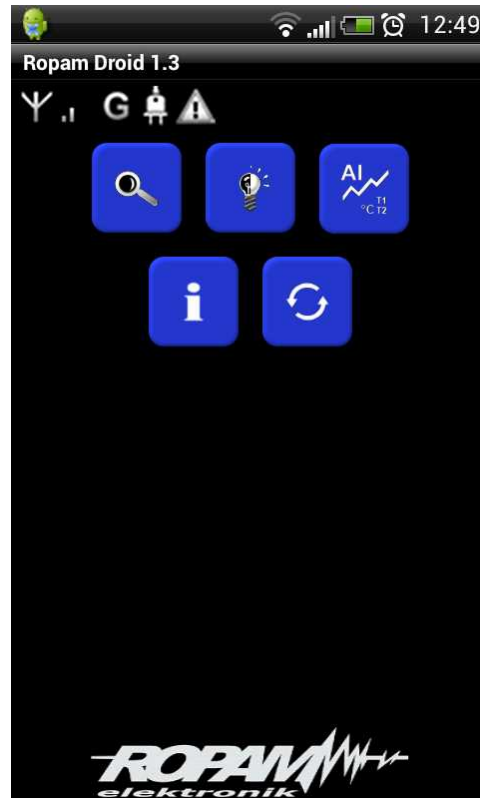 12:49
Ropam Droid 1.3
G
AI
T1
°C T2
i
ROPAM
elektronik